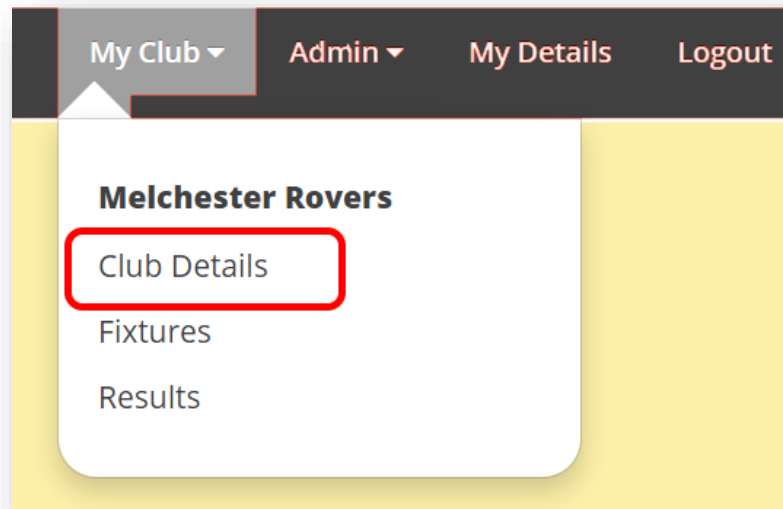 My Club Admin My Details Logout
Melchester Rovers
Club Details
Fixtures
Results